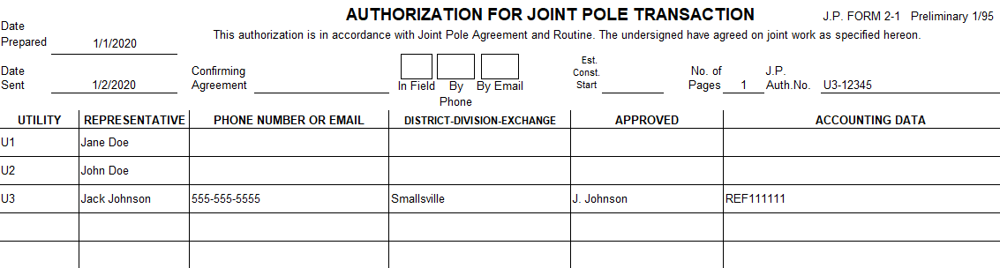 AUTHORIZATION FOR JOINT POLE TRANSACTION
J.P. FORM 2-1 Preliminary 1/95
Date
Prepared 1/1/2020
This authorization is in accordance with Joint Pole Agreement and Routine. The undersigned have agreed on joint work as specified hereon.
Date
Sent 1/2/2020
Confirming
Agreement
In Field By Phone By Email
Est.
Const.
Start
No. of
Pages 1
J.P.
Auth.No. U3-12345
UTILITY REPRESENTATIVE PHONE NUMBER OR EMAIL DISTRICT-DIVISION-EXCHANGE APPROVED ACCOUNTING DATA
U1 Jane Doe
U2 John Doe
U3 Jack Johnson 555-555-5555 Smallsville J. Johnson REF111111